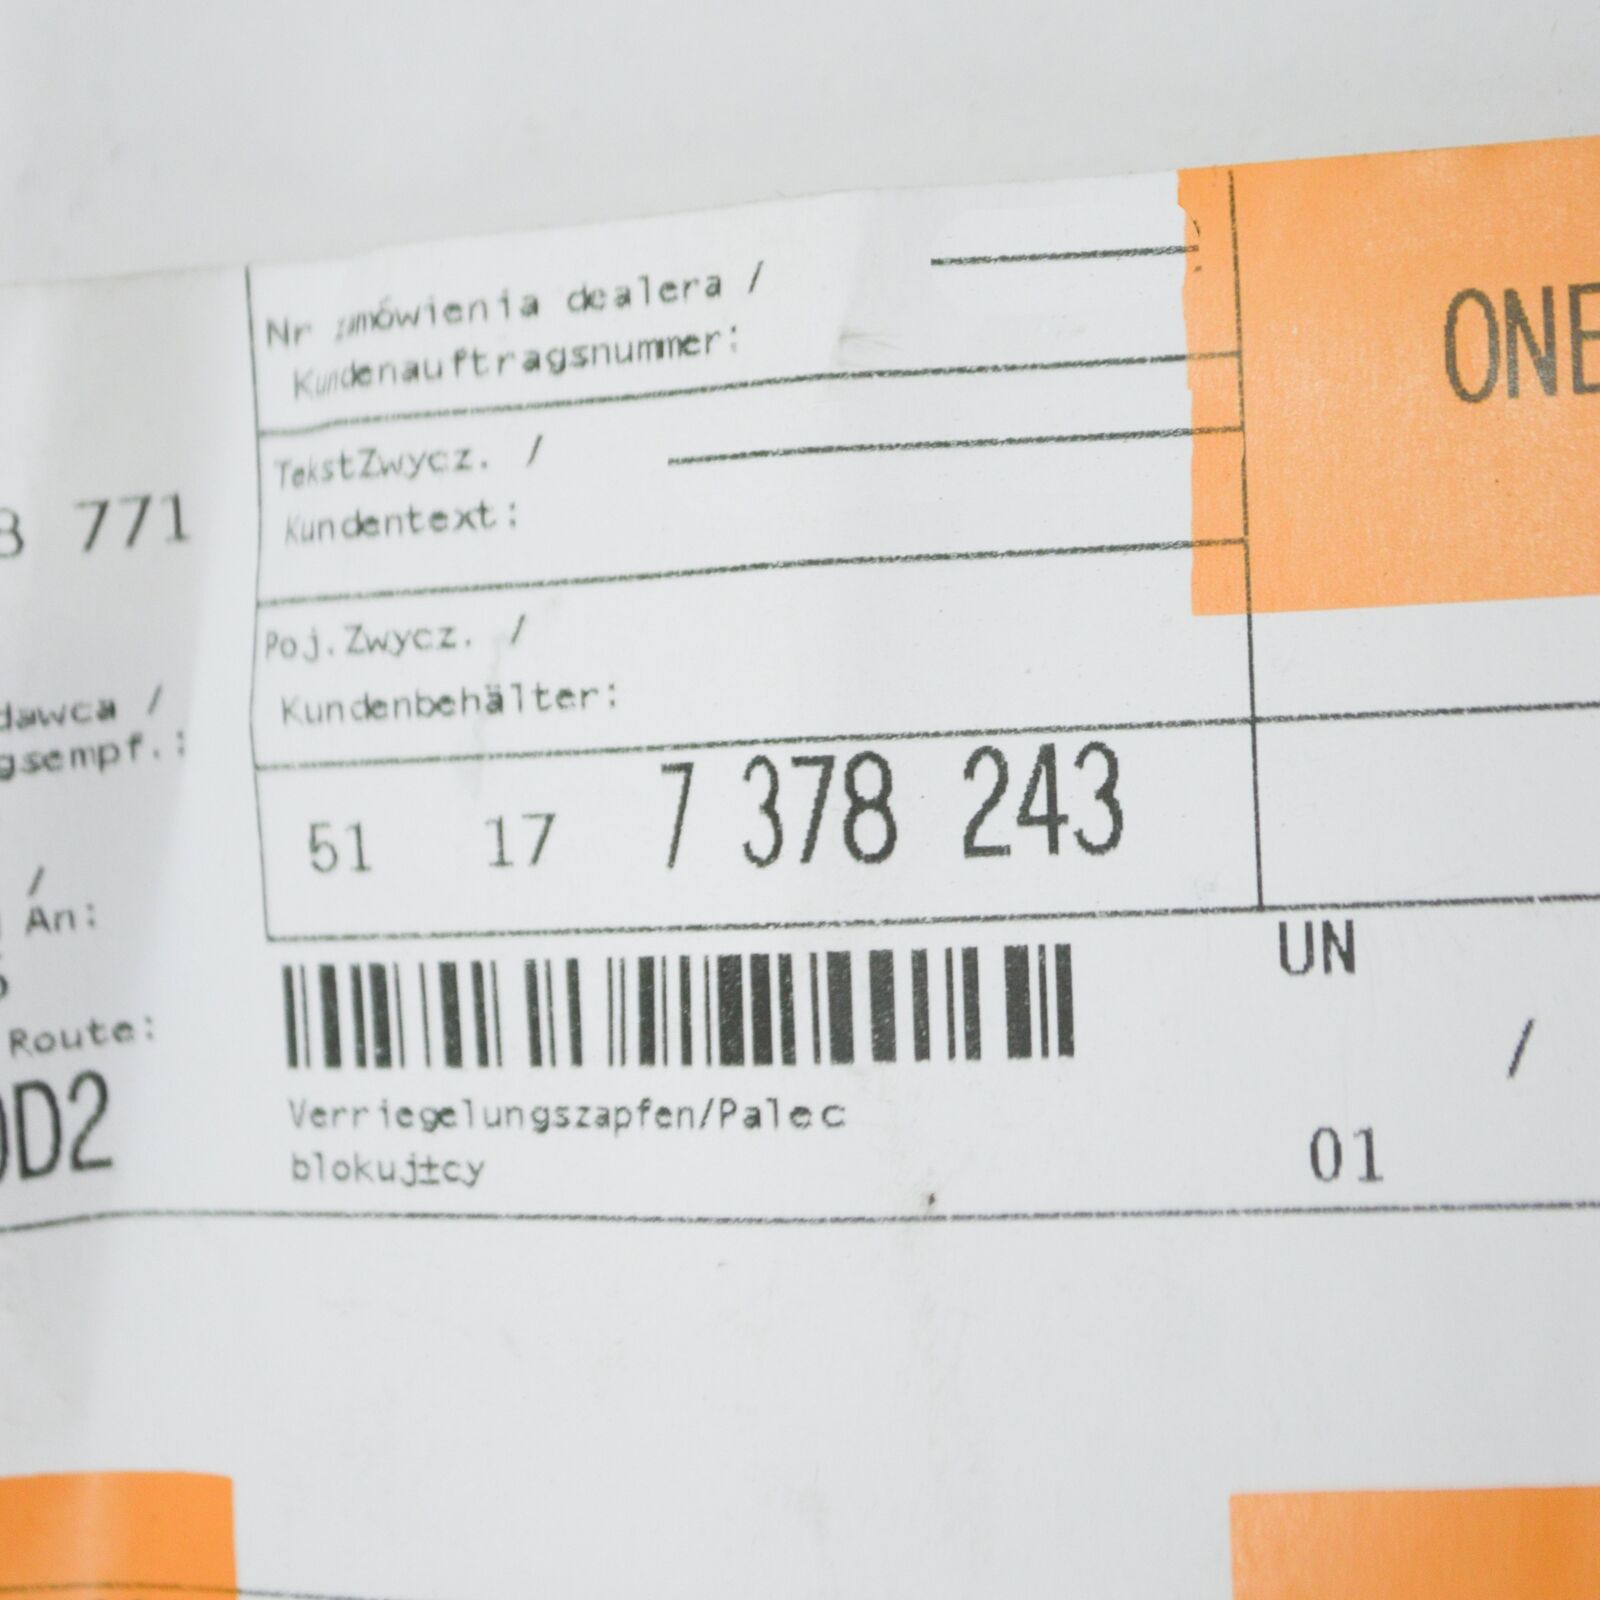 Nr zamówienia dealera /
Kundenauftragsnummer:
TekstZwycz. /
Kundentext:
Poj.Zwycz. /
Kundenbehälter:
51 17 7 378 243
Verriegelungszapfen/Palec
blokuj±cy
771
dawca /
gsempf.:
/
An:
Route:
D2
ONE
UN
/
01